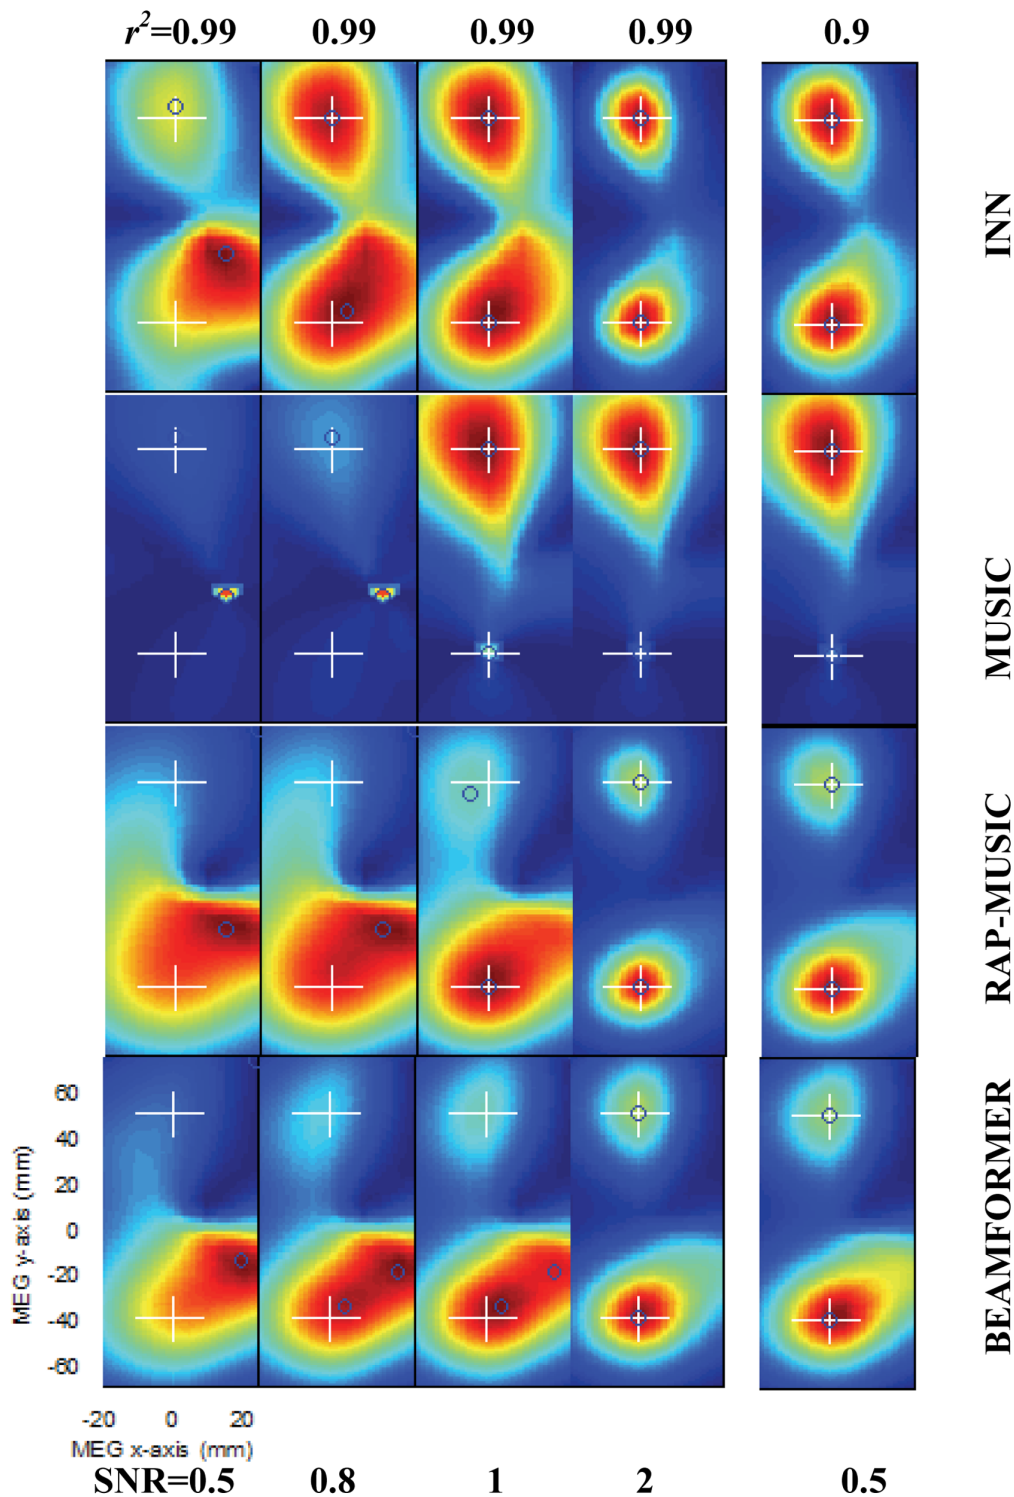 r²=0.99 0.99 0.99 0.99 0.9
INN
MUSIC
RAP-MUSIC
BEAMFORMER
MEG y-axis (mm)
60
40
20
0
-20
-40
-60
-20 0 20
MEG x-axis (mm)
SNR=0.5 0.8 1 2 0.5